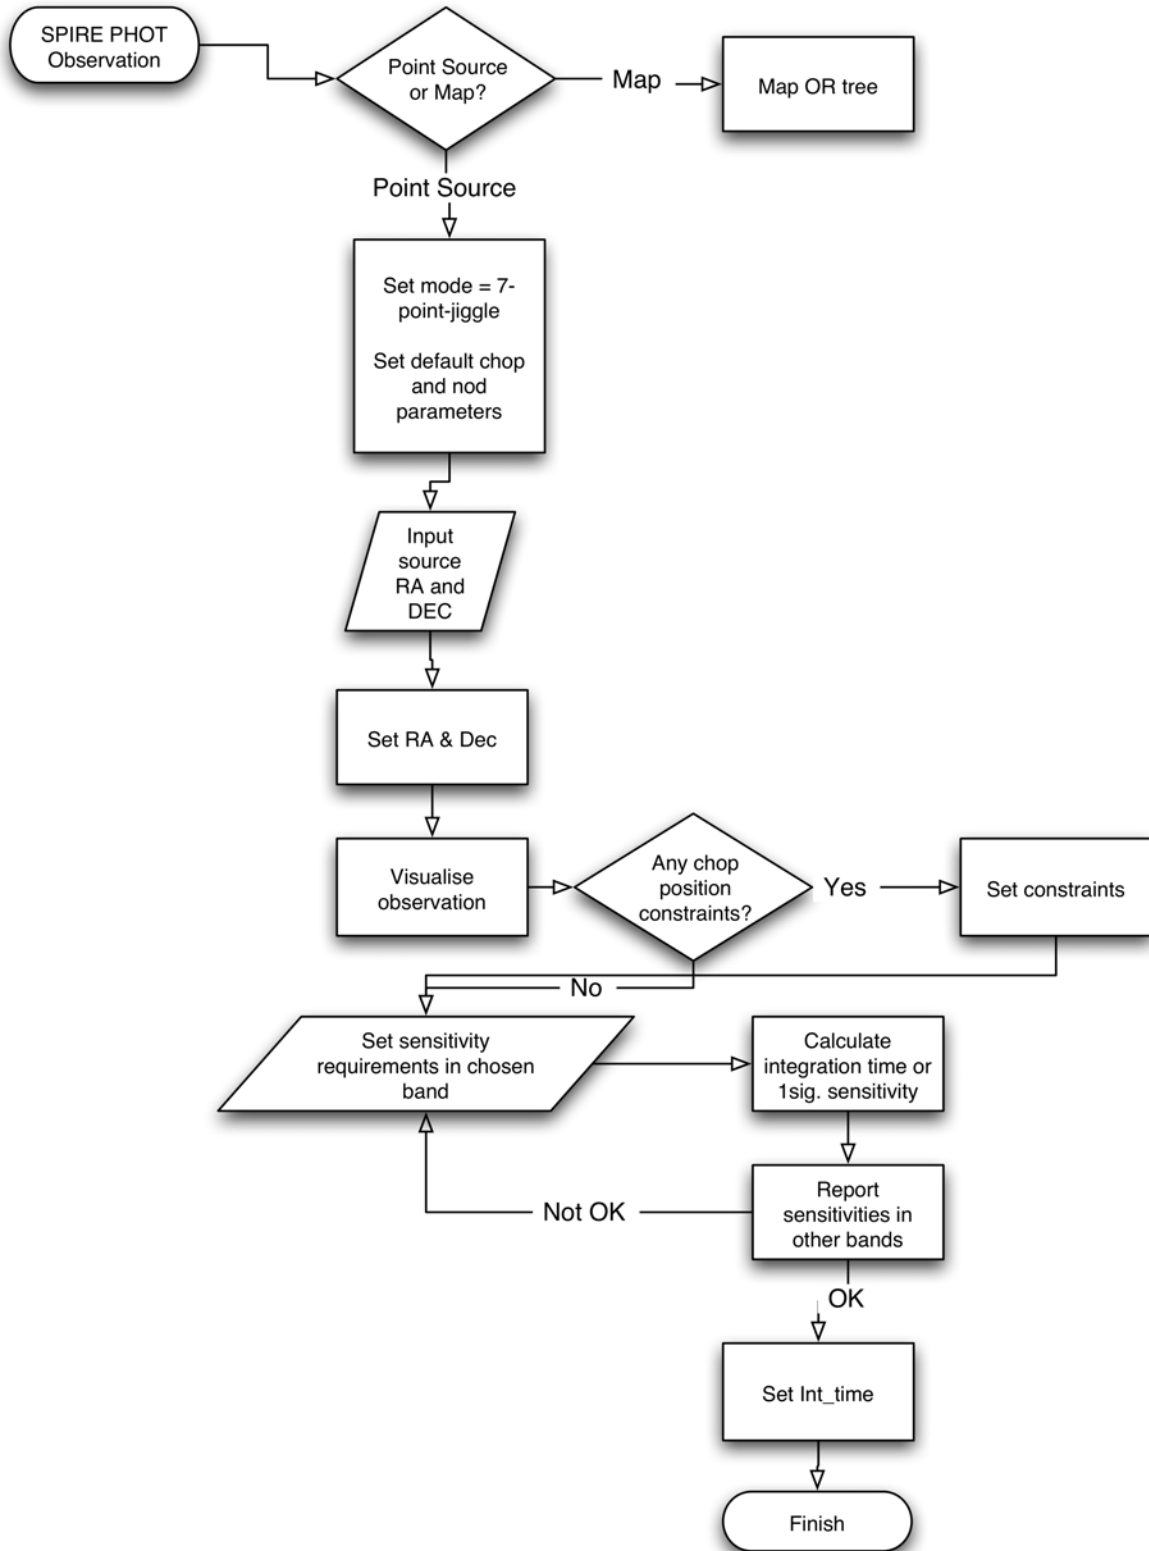 SPIRE PHOT
Observation
Point Source
or Map?
Map
Map OR tree
Point Source
Set mode = 7-
point-jiggle
Set default chop
and nod
parameters
Input
source
RA and
DEC
Set RA & Dec
Visualise
observation
Any chop
position
constraints?
Yes
Set constraints
No
Set sensitivity
requirements in chosen
band
Calculate
integration time or
1sig. sensitivity
Report
sensitivities in
other bands
Not OK
OK
Set Int_time
Finish